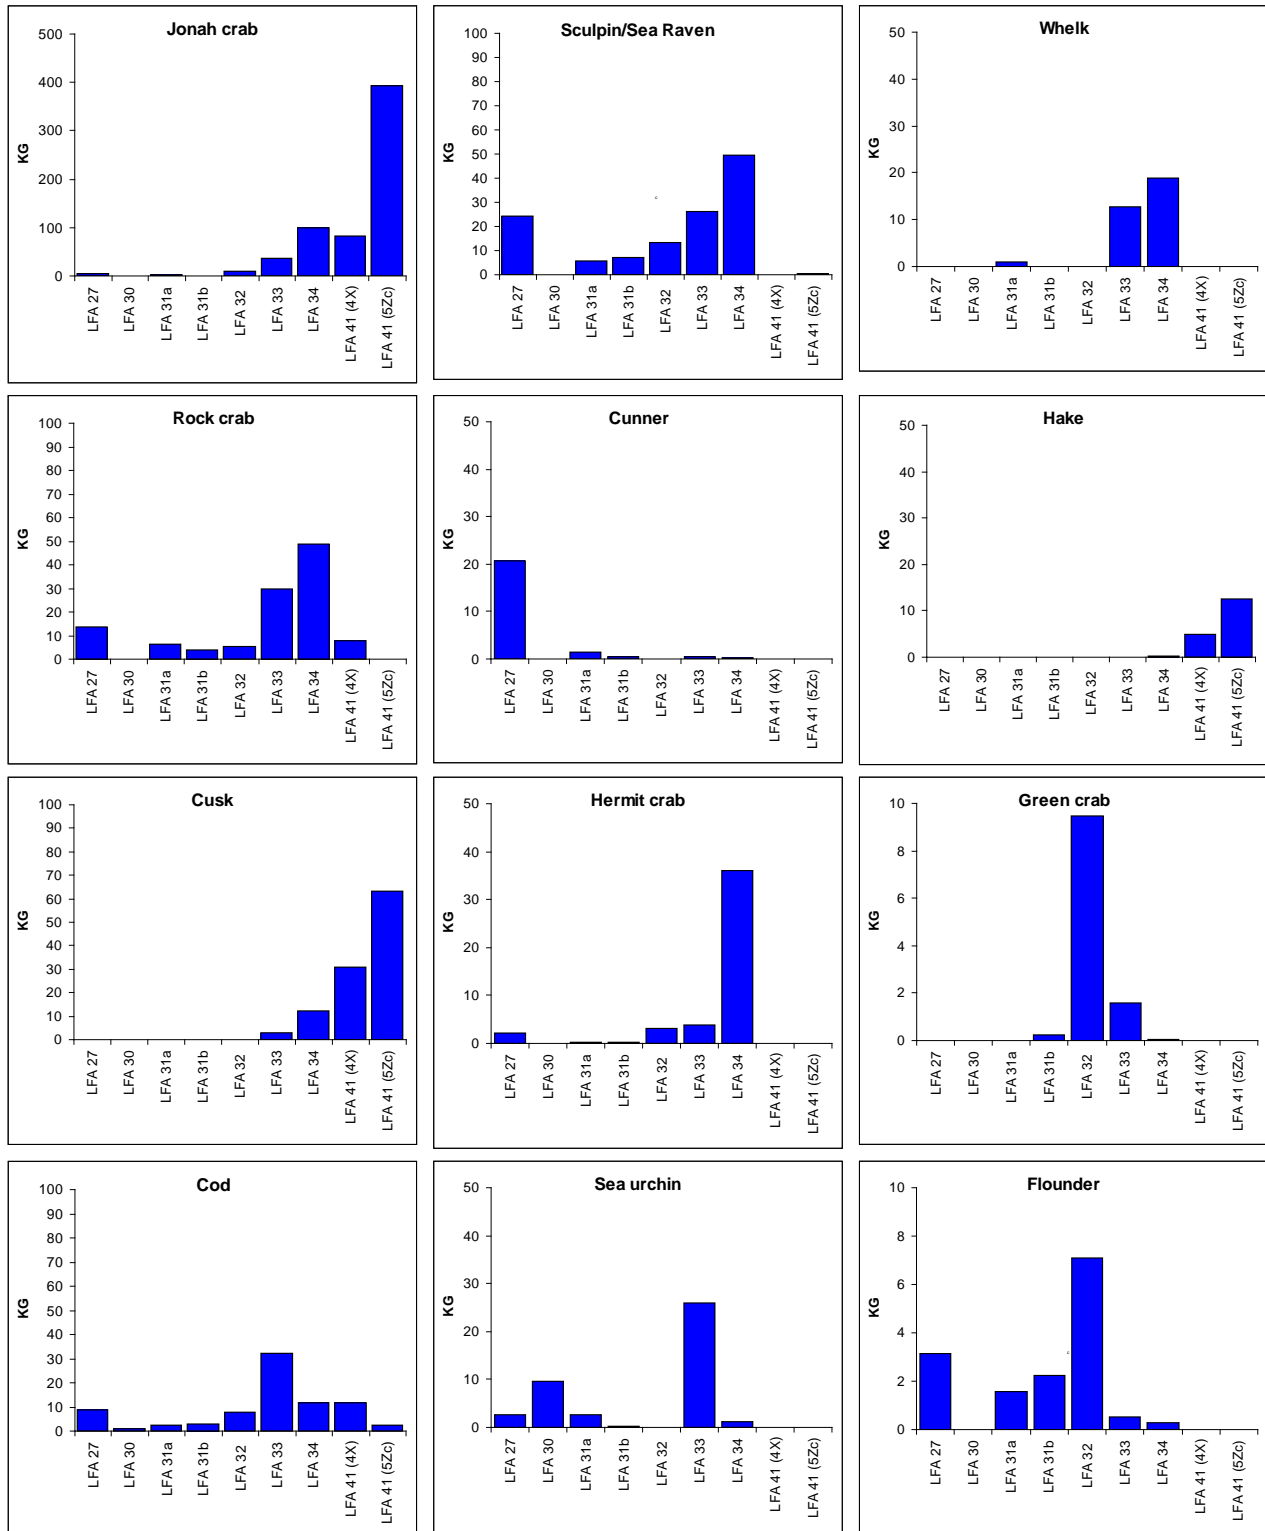 Jonah crab
500
400
300
200
100
0
KG
LFA 27
LFA 30
LFA 31a
LFA 31b
LFA 32
LFA 33
LFA 34
LFA 41 (4X)
LFA 41 (5Zc)
Sculpin/Sea Raven
100
90
80
70
60
50
40
30
20
10
0
KG
LFA 27
LFA 30
LFA 31a
LFA 31b
LFA 32
LFA 33
LFA 34
LFA 41 (4X)
LFA 41 (5Zc)
Whelk
50
40
30
20
10
0
KG
LFA 27
LFA 30
LFA 31a
LFA 31b
LFA 32
LFA 33
LFA 34
LFA 41 (4X)
LFA 41 (5Zc)
Rock crab
100
90
80
70
60
50
40
30
20
10
0
KG
LFA 27
LFA 30
LFA 31a
LFA 31b
LFA 32
LFA 33
LFA 34
LFA 41 (4X)
LFA 41 (5Zc)
Cunner
50
40
30
20
10
0
KG
LFA 27
LFA 30
LFA 31a
LFA 31b
LFA 32
LFA 33
LFA 34
LFA 41 (4X)
LFA 41 (5Zc)
Hake
50
40
30
20
10
0
KG
LFA 27
LFA 30
LFA 31a
LFA 31b
LFA 32
LFA 33
LFA 34
LFA 41 (4X)
LFA 41 (5Zc)
Cusk
100
90
80
70
60
50
40
30
20
10
0
KG
LFA 27
LFA 30
LFA 31a
LFA 31b
LFA 32
LFA 33
LFA 34
LFA 41 (4X)
LFA 41 (5Zc)
Hermit crab
50
40
30
20
10
0
KG
LFA 27
LFA 30
LFA 31a
LFA 31b
LFA 32
LFA 33
LFA 34
LFA 41 (4X)
LFA 41 (5Zc)
Green crab
10
8
6
4
2
0
KG
LFA 27
LFA 30
LFA 31a
LFA 31b
LFA 32
LFA 33
LFA 34
LFA 41 (4X)
LFA 41 (5Zc)
Cod
100
90
80
70
60
50
40
30
20
10
0
KG
LFA 27
LFA 30
LFA 31a
LFA 31b
LFA 32
LFA 33
LFA 34
LFA 41 (4X)
LFA 41 (5Zc)
Sea urchin
50
40
30
20
10
0
KG
LFA 27
LFA 30
LFA 31a
LFA 31b
LFA 32
LFA 33
LFA 34
LFA 41 (4X)
LFA 41 (5Zc)
Flounder
10
8
6
4
2
0
KG
LFA 27
LFA 30
LFA 31a
LFA 31b
LFA 32
LFA 33
LFA 34
LFA 41 (4X)
LFA 41 (5Zc)